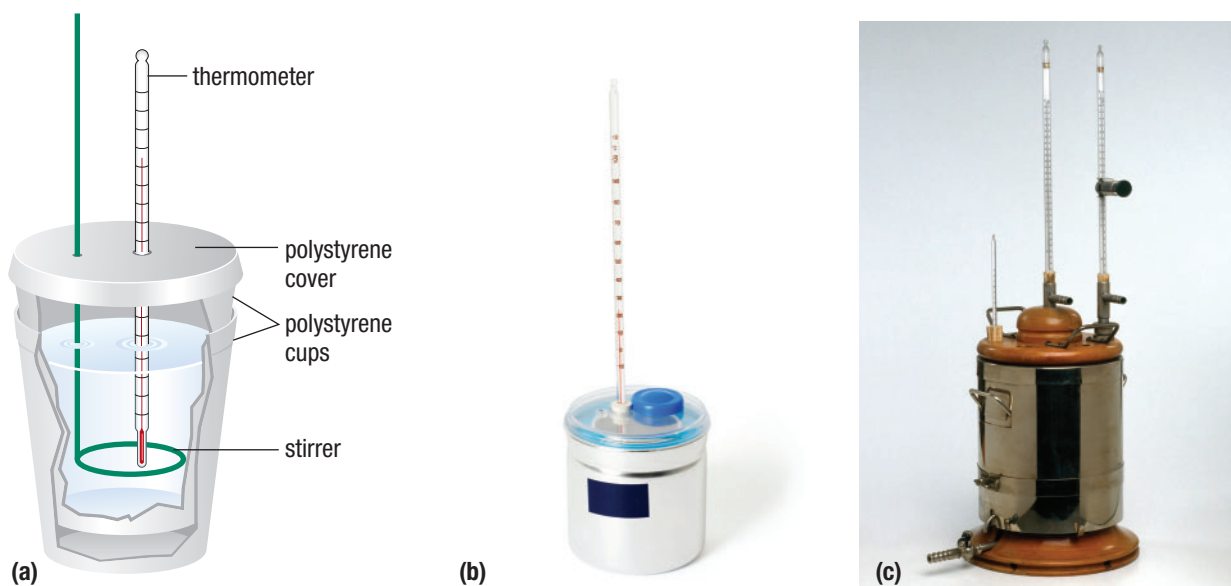 thermometer
polystyrene
cover
polystyrene
cups
stirrer
(a)
(b)
(c)